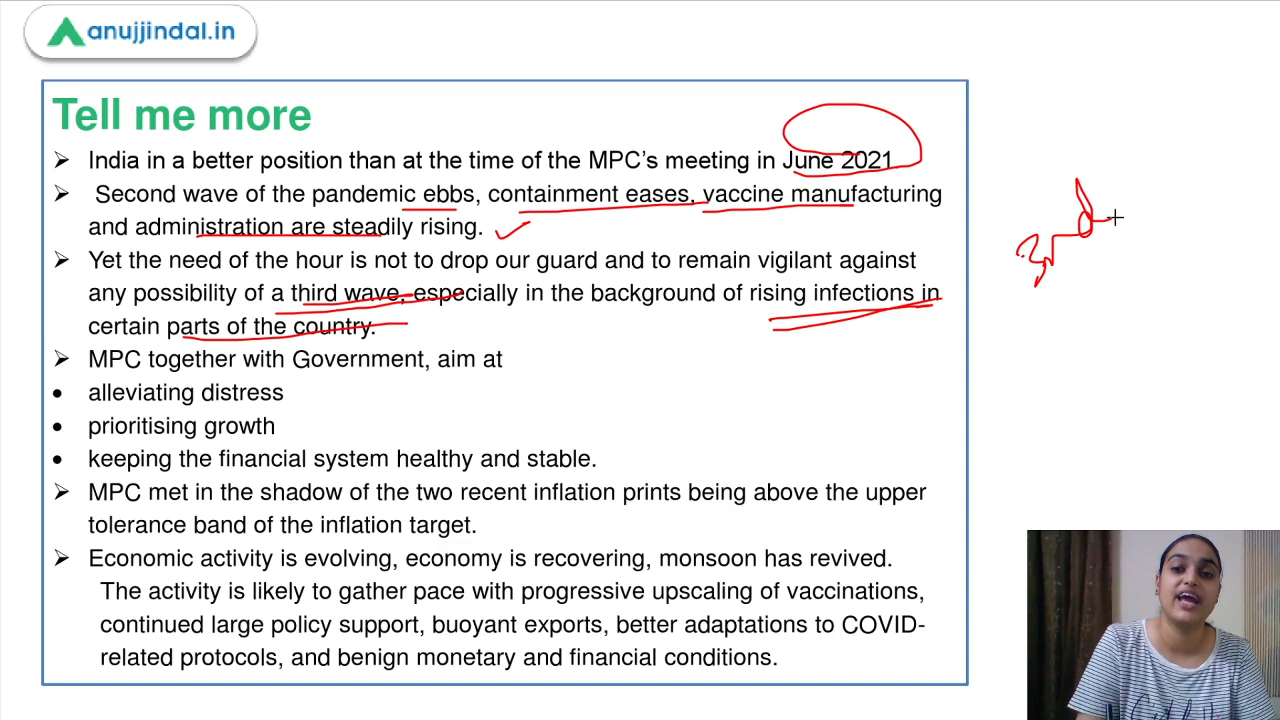 anujjindal.in
Tell me more
➢ India in a better position than at the time of the MPC's meeting in June 2021
➢ Second wave of the pandemic ebbs, containment eases, vaccine manufacturing
and administration are steadily rising.
➢ Yet the need of the hour is not to drop our guard and to remain vigilant against
any possibility of a third wave, especially in the background of rising infections in
certain parts of the country.
3rd
➢ MPC together with Government, aim at
• alleviating distress
• prioritising growth
• keeping the financial system healthy and stable.
➢ MPC met in the shadow of the two recent inflation prints being above the upper
tolerance band of the inflation target.
➢ Economic activity is evolving, economy is recovering, monsoon has revived.
The activity is likely to gather pace with progressive upscaling of vaccinations,
continued large policy support, buoyant exports, better adaptations to COVID-
related protocols, and benign monetary and financial conditions.